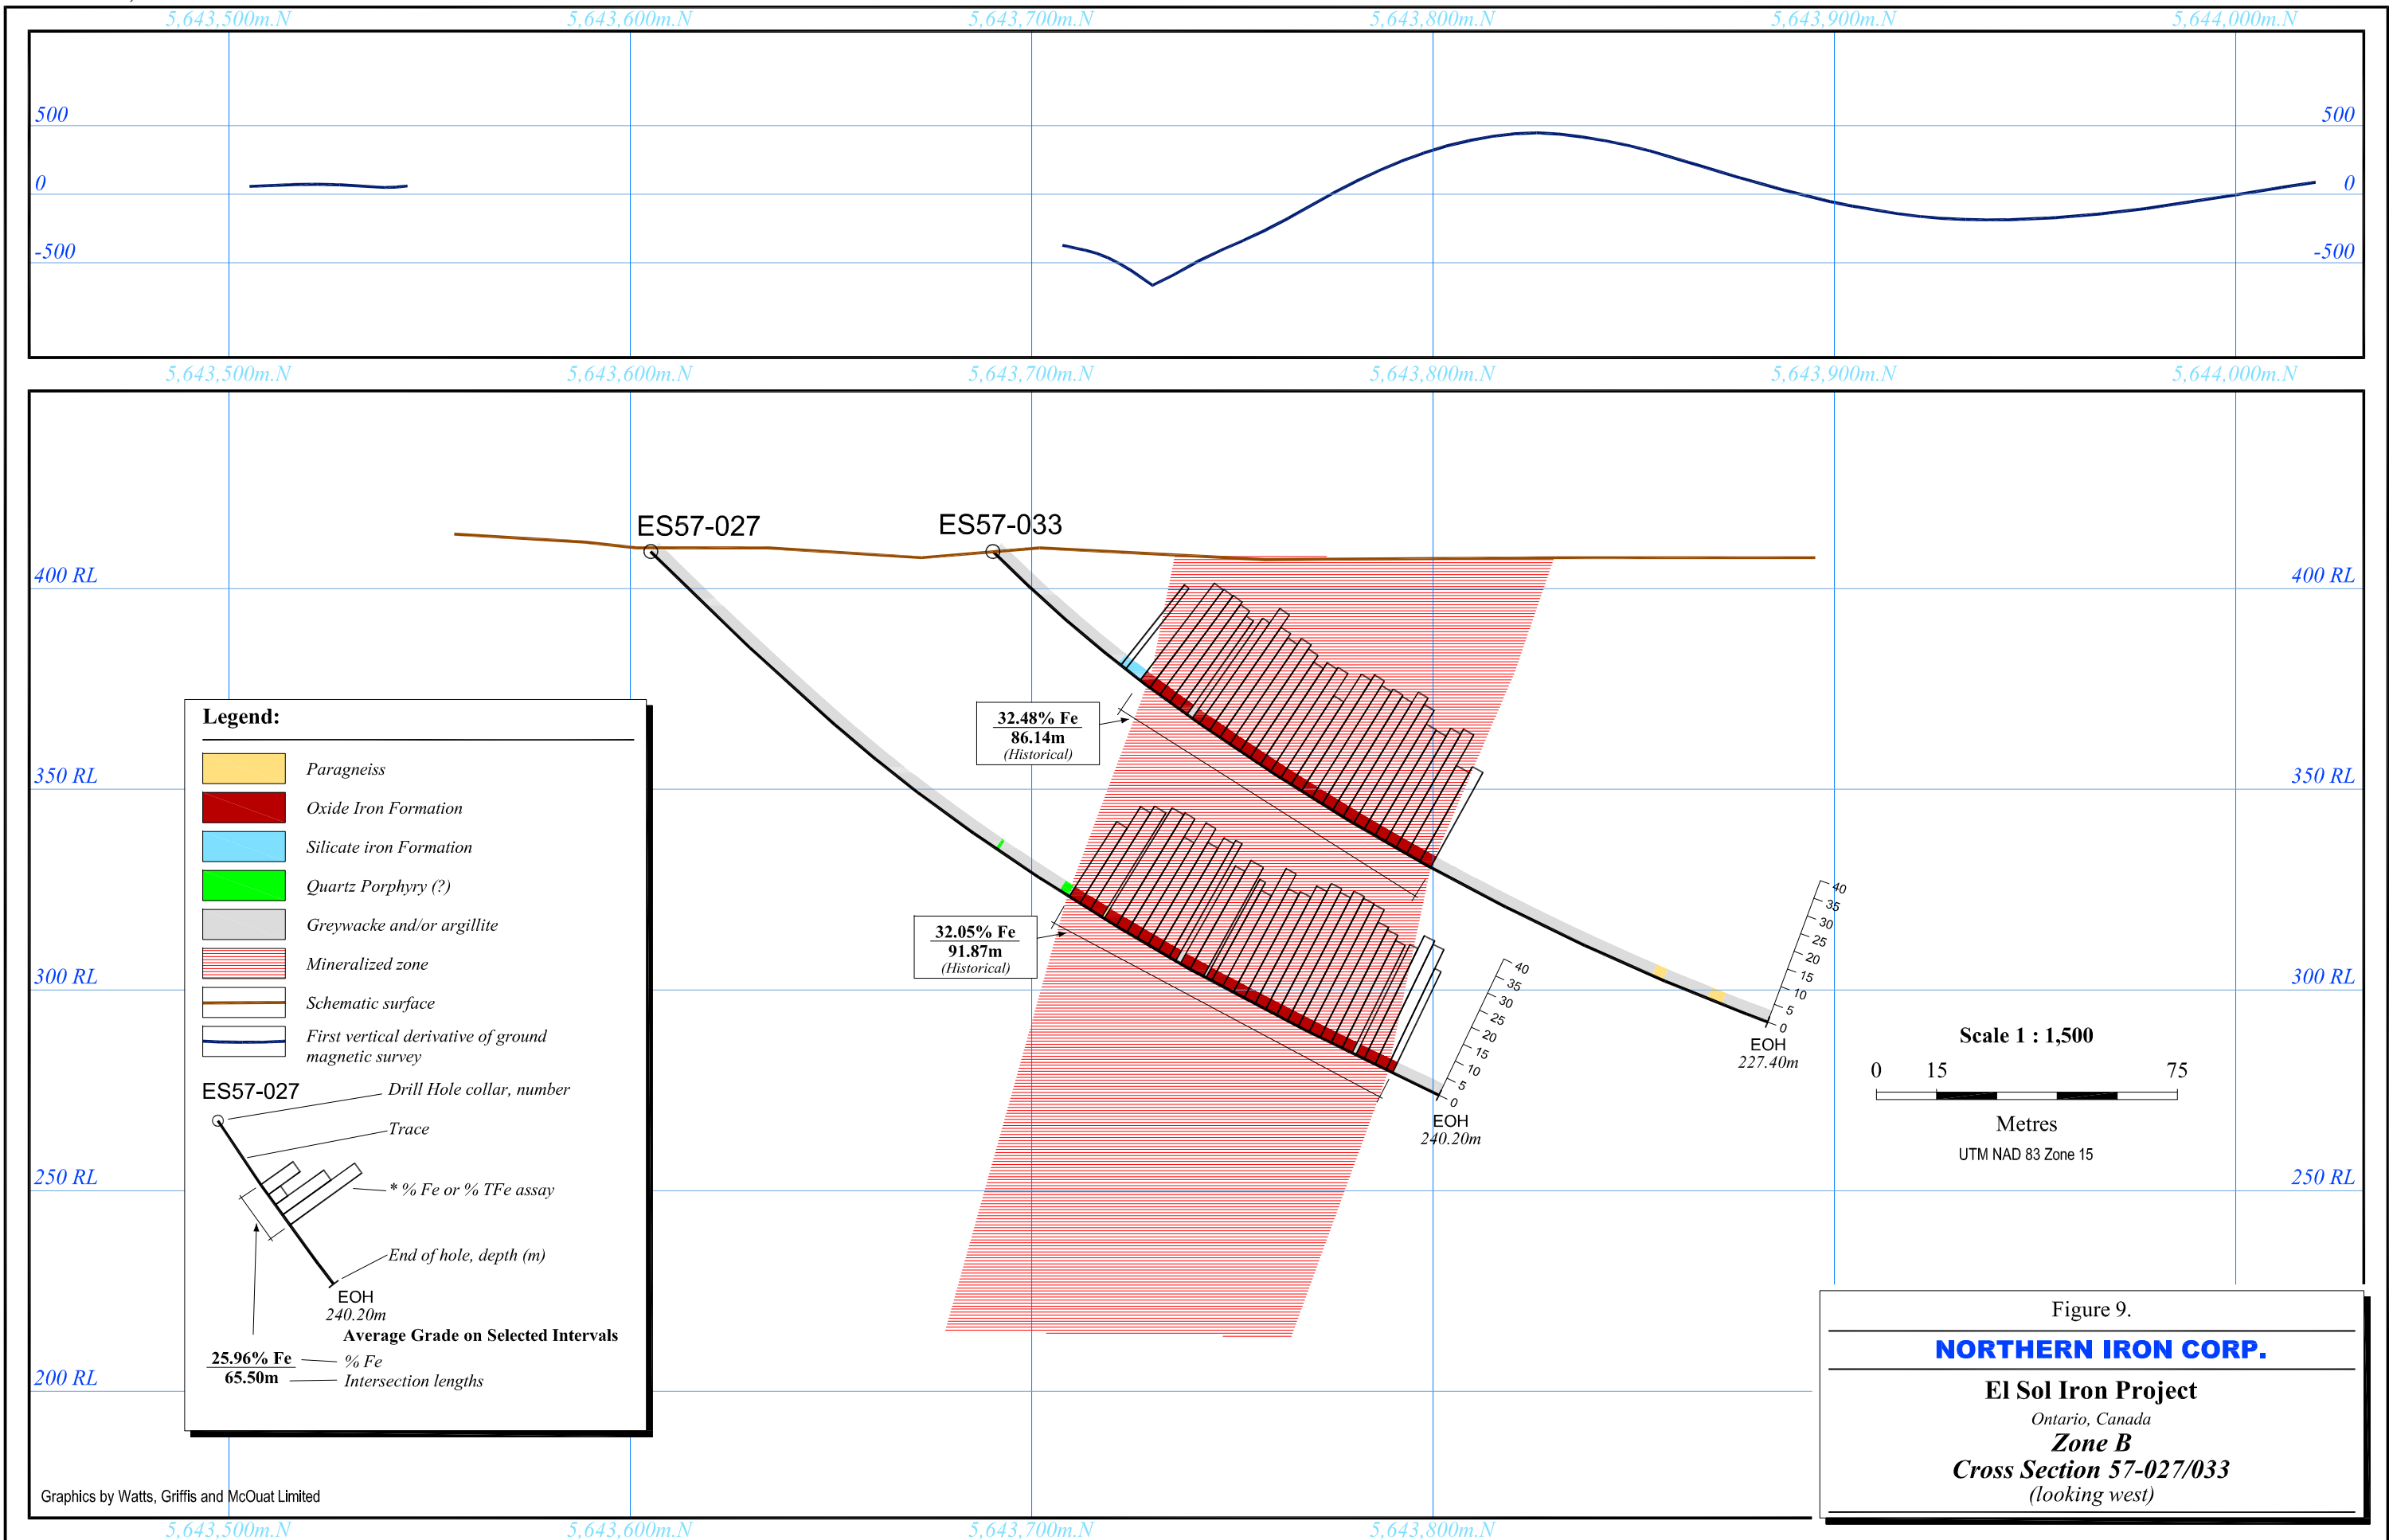 5,643,500m.N 5,643,600m.N 5,643,700m.N 5,643,800m.N 5,643,900m.N 5,644,000m.N
500 500
0 0
-500 -500
5,643,500m.N 5,643,600m.N 5,643,700m.N 5,643,800m.N 5,643,900m.N 5,644,000m.N
ES57-027 ES57-033
400 RL 400 RL
350 RL 350 RL
300 RL 300 RL
250 RL 250 RL
200 RL
32.48% Fe
86.14m
(Historical)
32.05% Fe
91.87m
(Historical)
40
35
30
25
20
15
10
5
0
EOH
227.40m
40
35
30
25
20
15
10
5
0
EOH
240.20m
Legend:
Paragneiss
Oxide Iron Formation
Silicate iron Formation
Quartz Porphyry (?)
Greywacke and/or argillite
Mineralized zone
Schematic surface
First vertical derivative of ground
magnetic survey
ES57-027
Drill Hole collar, number
Trace
* % Fe or % TFe assay
End of hole, depth (m)
EOH
240.20m
Average Grade on Selected Intervals
25.96% Fe % Fe
65.50m Intersection lengths
Scale 1 : 1,500
0 15 75
Metres
UTM NAD 83 Zone 15
Figure 9.
NORTHERN IRON CORP.
El Sol Iron Project
Ontario, Canada
Zone B
Cross Section 57-027/033
(looking west)
Graphics by Watts, Griffis and McOuat Limited
5,643,500m.N 5,643,600m.N 5,643,700m.N 5,643,800m.N